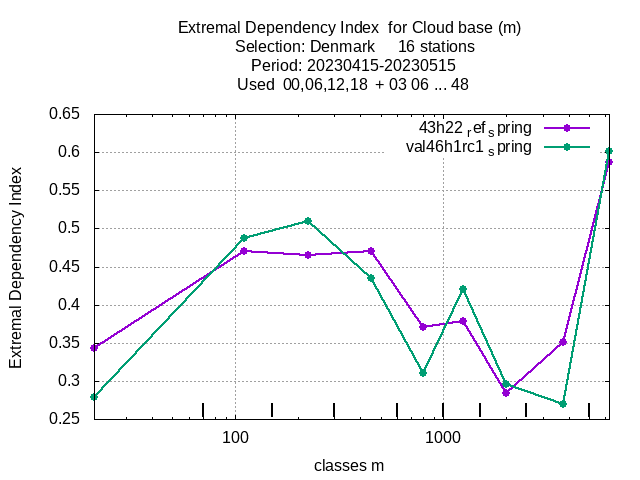 Extremal Dependency Index  for Cloud base (m)
Selection: Denmark     16 stations
Period: 20230415-20230515
Used  00,06,12,18  + 03 06 ... 48
43h22 ref spring
val46h1rc1 spring
0.65
0.6
0.55
0.5
0.45
0.4
0.35
0.3
0.25
Extremal Dependency Index
100 1000
classes m